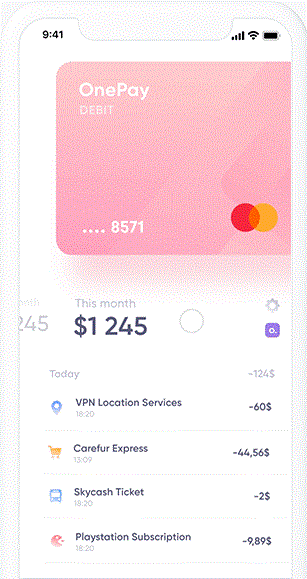 9:41
OnePay
DEBIT
.... 8571
This month
245
$1 245
Today
-124$
VPN Location Services
-60$
18:20
Carefur Express
-44,56$
13:09
Skycash Ticket
-2$
18:20
Playstation Subscription
-9,89$
18:20